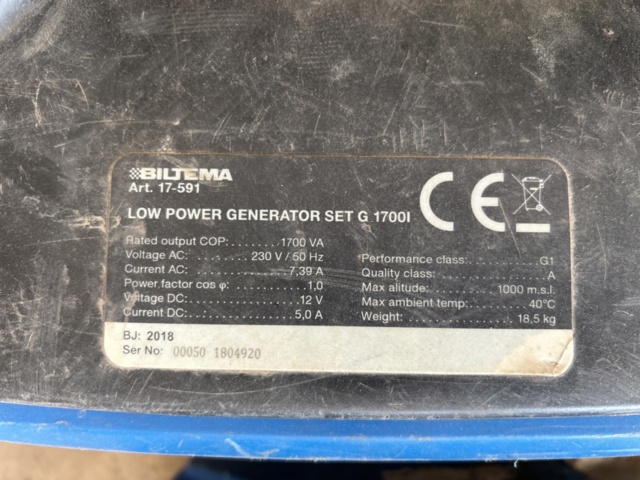 BILTEMA
Art. 17-591
LOW POWER GENERATOR SET G 1700I
CE
Rated output COP:........1700 VA
Voltage AC:.......230 V / 50 Hz
Current AC:................7,39 A
Power factor cos φ:............1,0
Voltage DC:..................12 V
Current DC:.................5,0 A
Performance class:............G1
Quality class:....................A
Max alitude:........1000 m.s.l.
Max ambient temp:..........40°C
Weight:.....................18,5 kg
BJ: 2018
Ser No: 00050 1804920